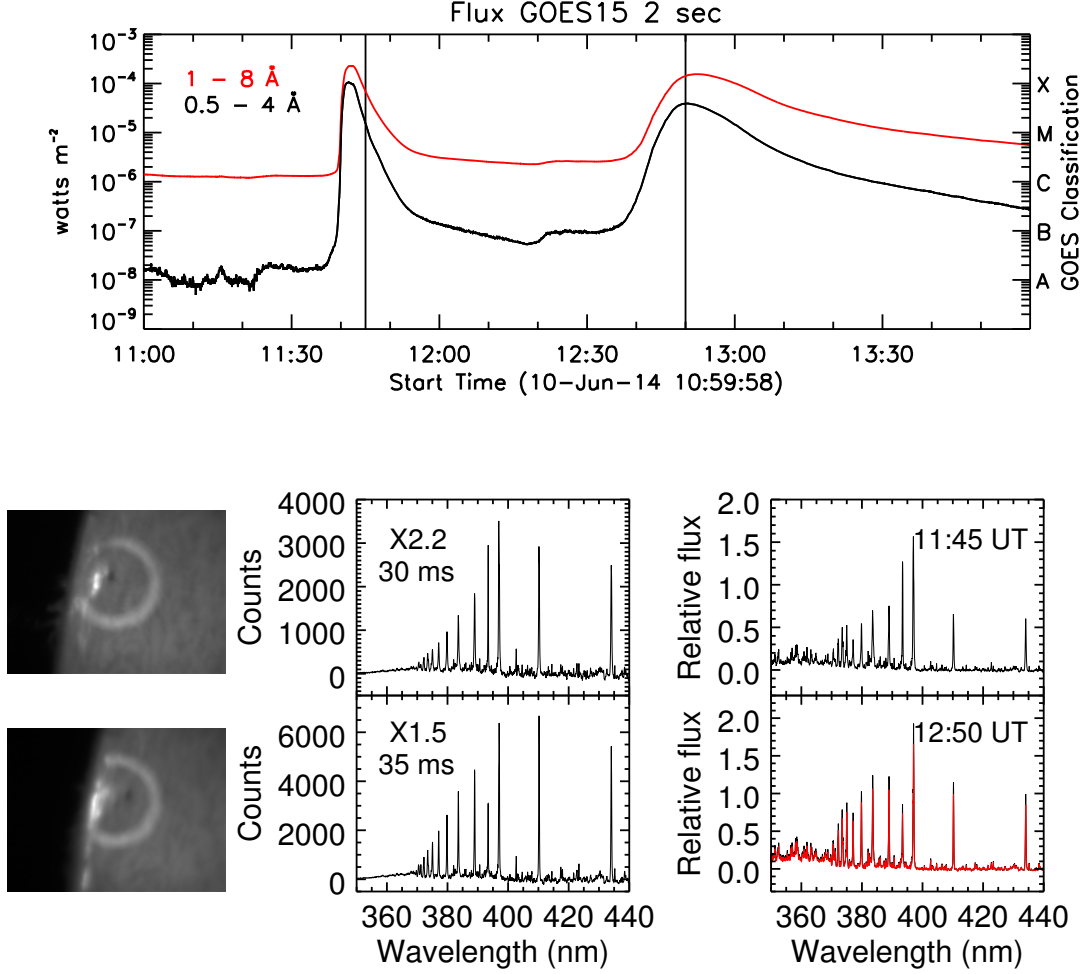 Flux GOES15 2 sec
10⁻³
10⁻⁴
10⁻⁵
10⁻⁶
10⁻⁷
10⁻⁸
10⁻⁹
watts m⁻²
1 – 8 Å
0.5 – 4 Å
X
M
C
B
A
GOES Classification
11:00 11:30 12:00 12:30 13:00 13:30
Start Time (10-Jun-14 10:59:58)
4000
3000
2000
1000
0
Counts
X2.2
30 ms
2.0
1.5
1.0
0.5
0.0
Relative flux
11:45 UT
6000
4000
2000
0
Counts
X1.5
35 ms
360 380 400 420 440
Wavelength (nm)
2.0
1.5
1.0
0.5
0.0
Relative flux
12:50 UT
360 380 400 420 440
Wavelength (nm)